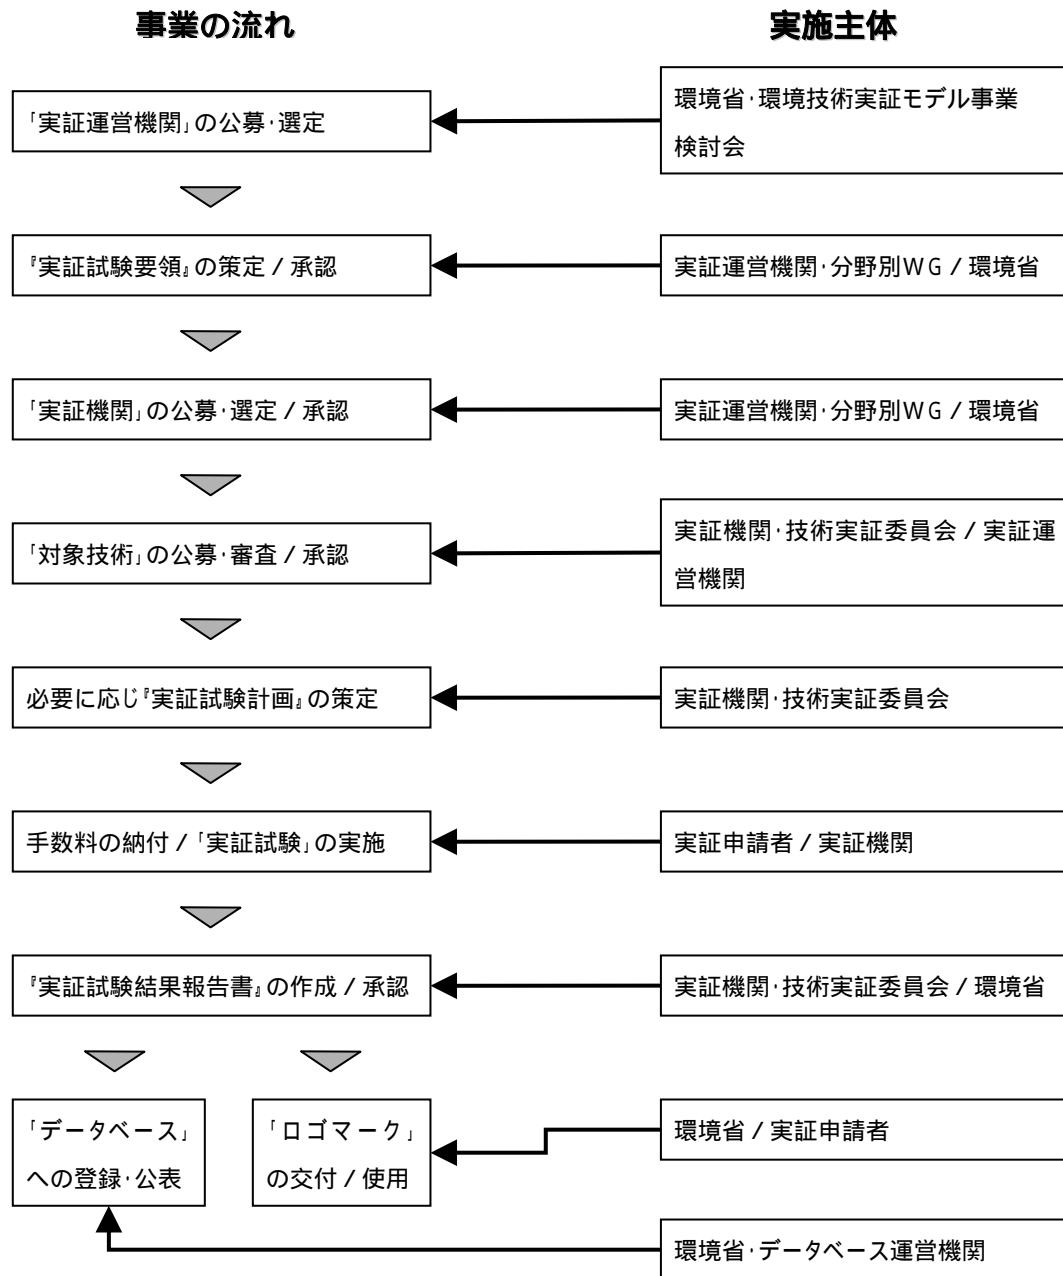 事業の流れ
実施主体
「実証運営機関」の公募・選定
環境省・環境技術実証モデル事業
検討会
『実証試験要領』の策定 / 承認
実証運営機関・分野別WG / 環境省
「実証機関」の公募・選定 / 承認
実証運営機関・分野別WG / 環境省
「対象技術」の公募・審査 / 承認
実証機関・技術実証委員会 / 実証運
営機関
必要に応じ『実証試験計画』の策定
実証機関・技術実証委員会
手数料の納付 / 「実証試験」の実施
実証申請者 / 実証機関
『実証試験結果報告書』の作成 / 承認
実証機関・技術実証委員会 / 環境省
「データベース」
への登録・公表
「ロゴマーク」
の交付 / 使用
環境省 / 実証申請者
環境省・データベース運営機関